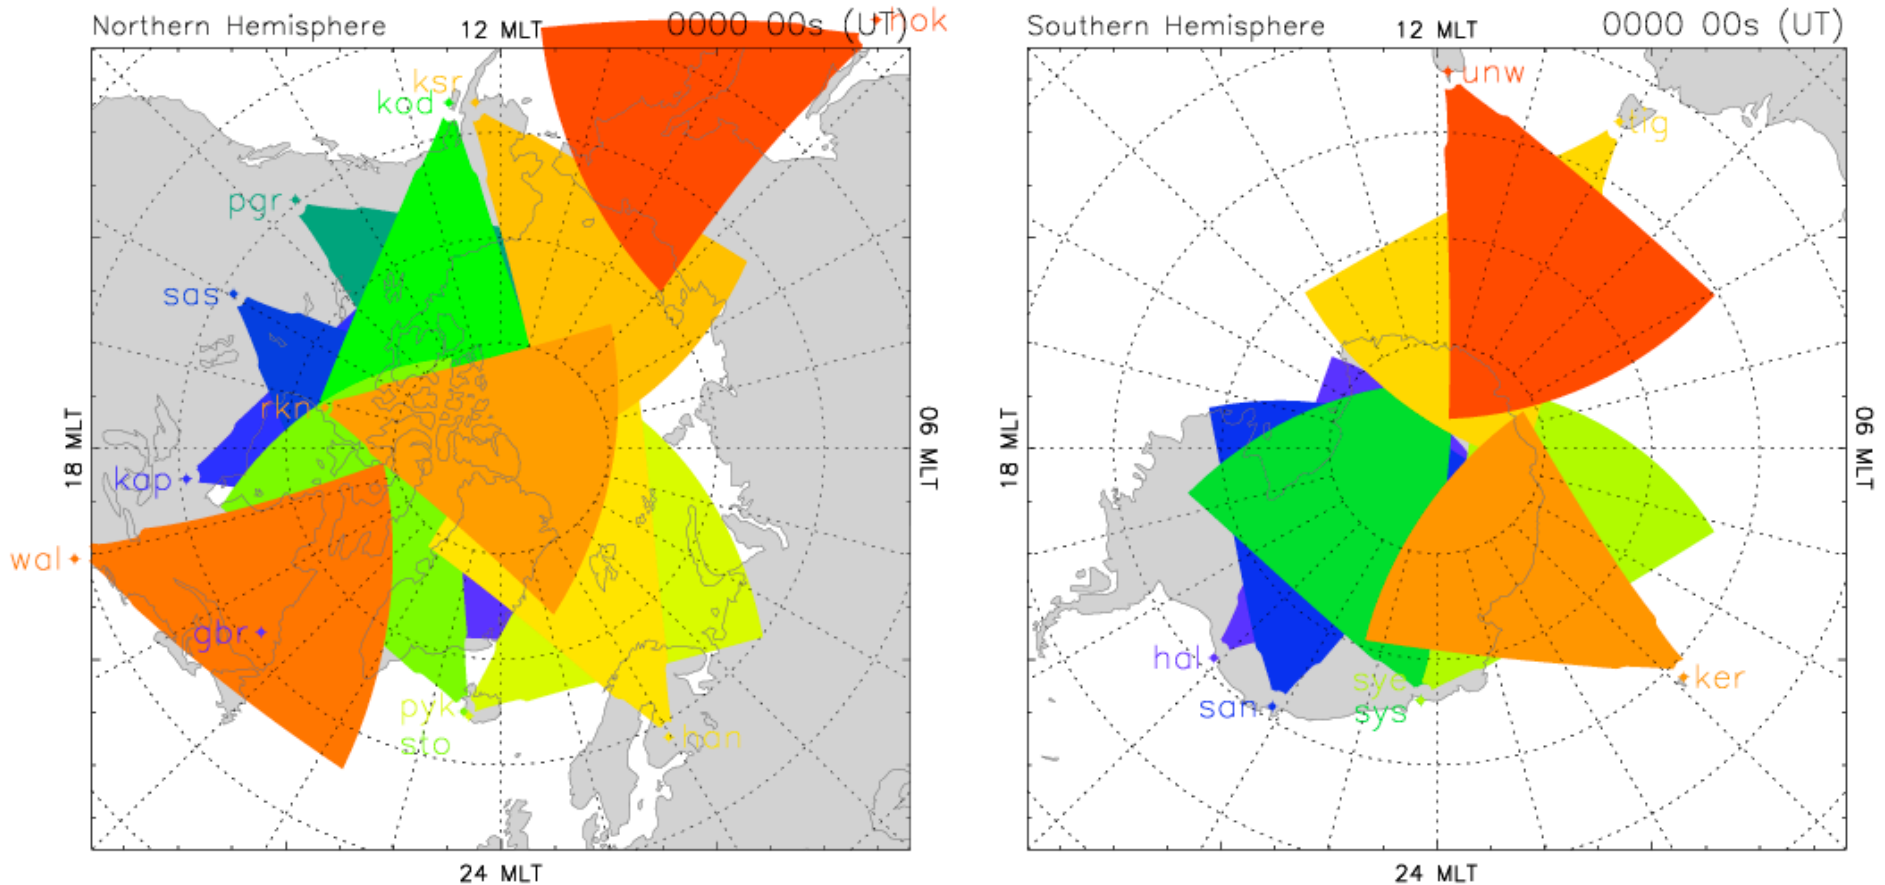 Northern Hemisphere
12 MLT
0000 00s (UT)
hok
ksr
kod
pgr
sas
rkn
18 MLT
kap
06 MLT
wal
gbr
pyk
sto
han
24 MLT
Southern Hemisphere
12 MLT
0000 00s (UT)
unw
tig
18 MLT
06 MLT
hal
san
sye
sys
ker
24 MLT